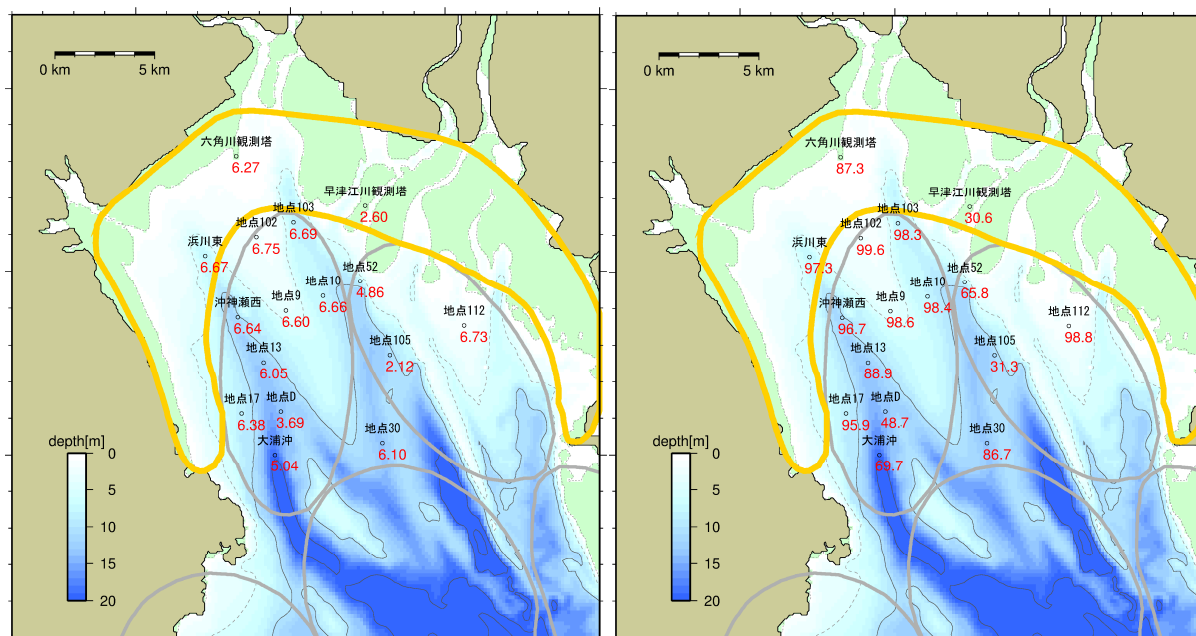 0 km 5 km
六角川観測塔
6.27
早津江川観測塔
2.60
地点103
6.69
地点102
6.75
浜川東
6.67
地点52
4.86
地点10
6.66
地点9
6.60
沖神瀬西
6.64
地点112
6.73
地点105
2.12
地点13
6.05
地点17
6.38
地点D
3.69
地点30
6.10
大浦沖
5.04
depth[m]
0
5
10
15
20
0 km 5 km
六角川観測塔
87.3
早津江川観測塔
30.6
地点103
98.3
地点102
99.6
浜川東
97.3
地点52
65.8
地点10
98.4
地点9
98.6
沖神瀬西
96.7
地点112
98.8
地点105
31.3
地点13
88.9
地点17
95.9
地点D
48.7
地点30
86.7
大浦沖
69.7
depth[m]
0
5
10
15
20